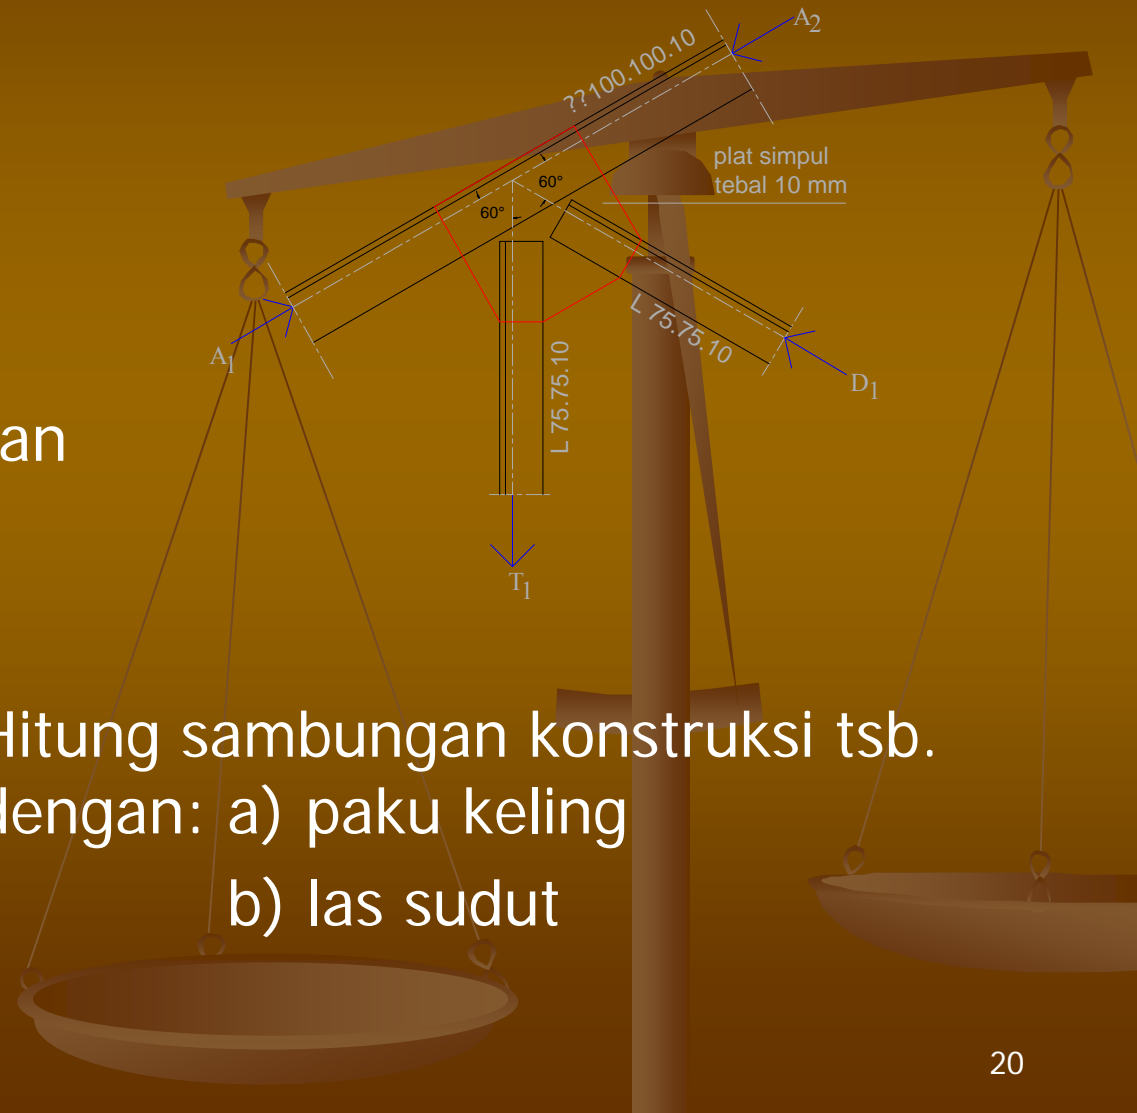 A2
??100.100.10
plat simpul
tebal 10 mm
60°
60°
L 75.75.10
A1
L 75.75.10
D1
an
T1
Hitung sambungan konstruksi tsb.
dengan: a) paku keling
b) las sudut
20